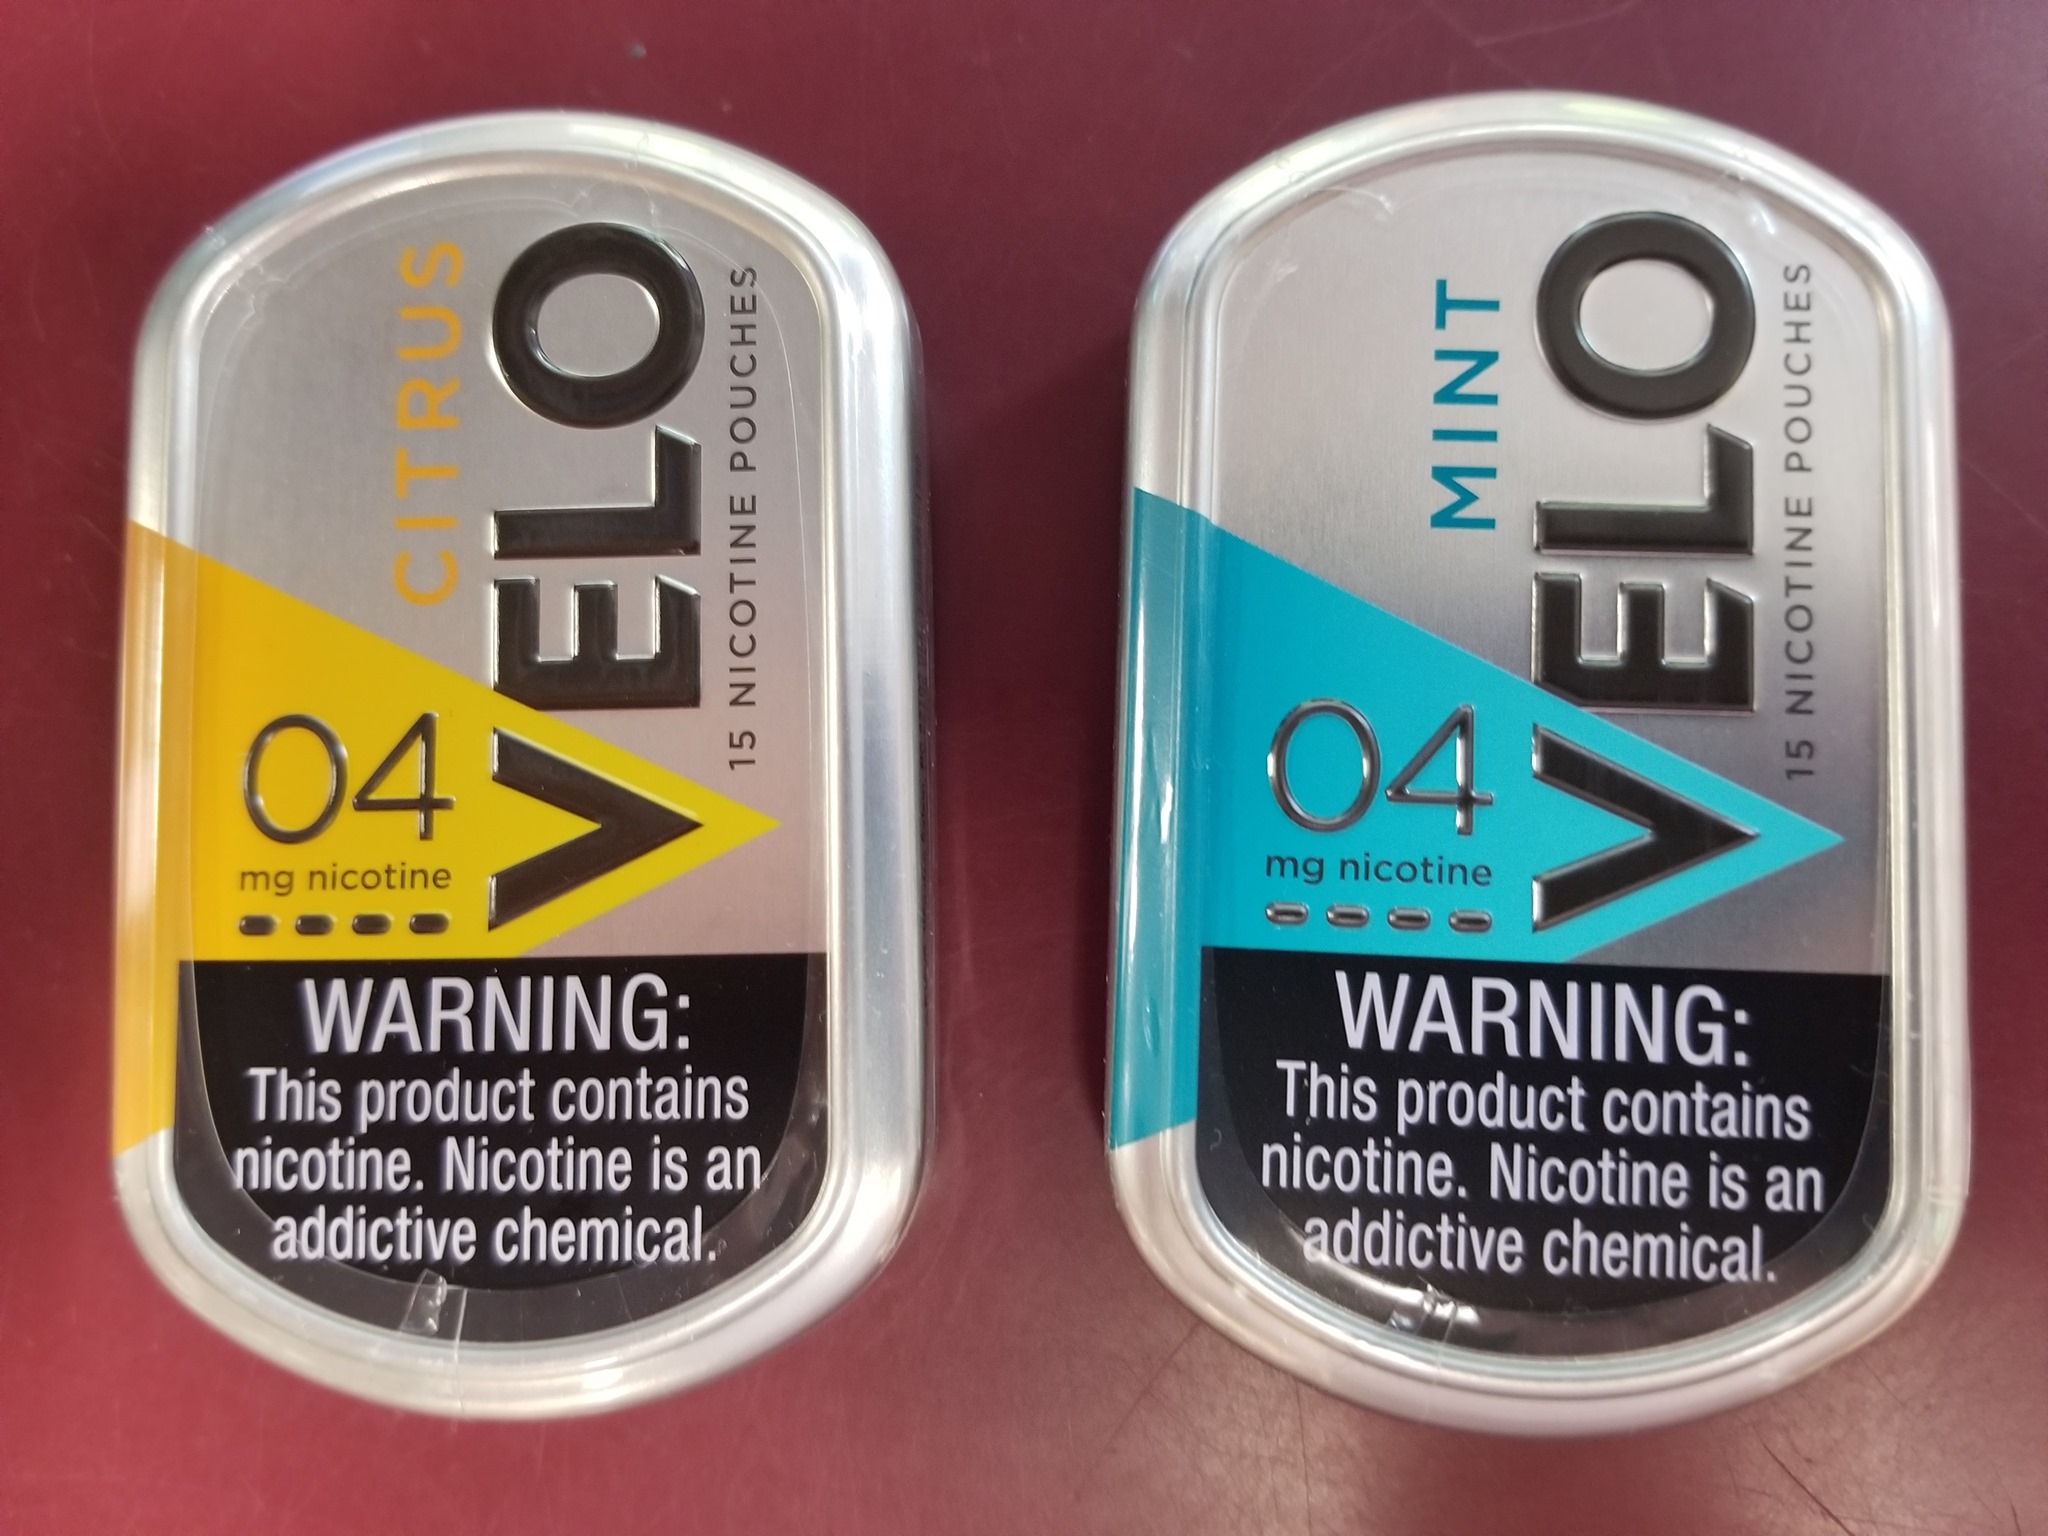 CITRUS
VELO
15 NICOTINE POUCHES
04
mg nicotine
WARNING:
This product contains
nicotine. Nicotine is an
addictive chemical.
MINT
VELO
15 NICOTINE POUCHES
04
mg nicotine
WARNING:
This product contains
nicotine. Nicotine is an
addictive chemical.